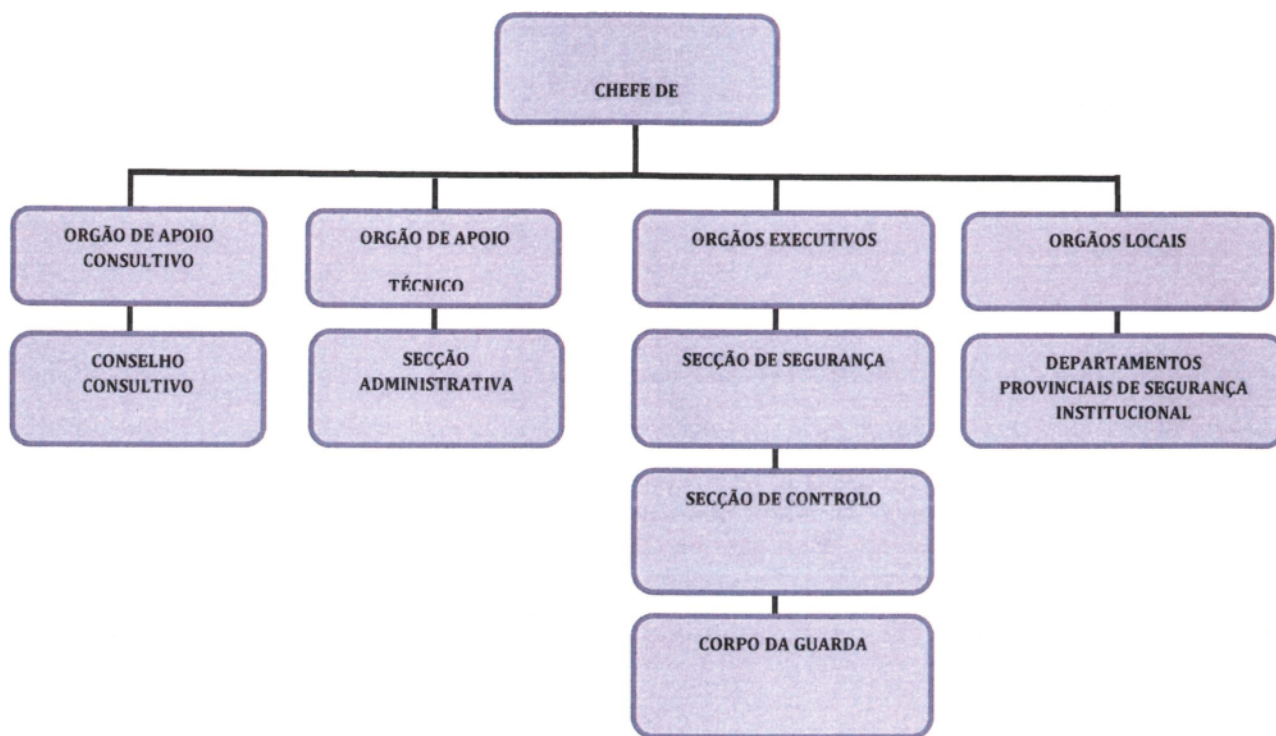 CHEFE DE
ORGÃO DE APOIO
CONSULTIVO
ORGÃO DE APOIO
TÉCNICO
ORGÃOS EXECUTIVOS
ORGÃOS LOCAIS
CONSELHO
CONSULTIVO
SECÇÃO
ADMINISTRATIVA
SECÇÃO DE SEGURANÇA
DEPARTAMENTOS
PROVINCIAIS DE SEGURANÇA
INSTITUCIONAL
SECÇÃO DE CONTROLO
CORPO DA GUARDA